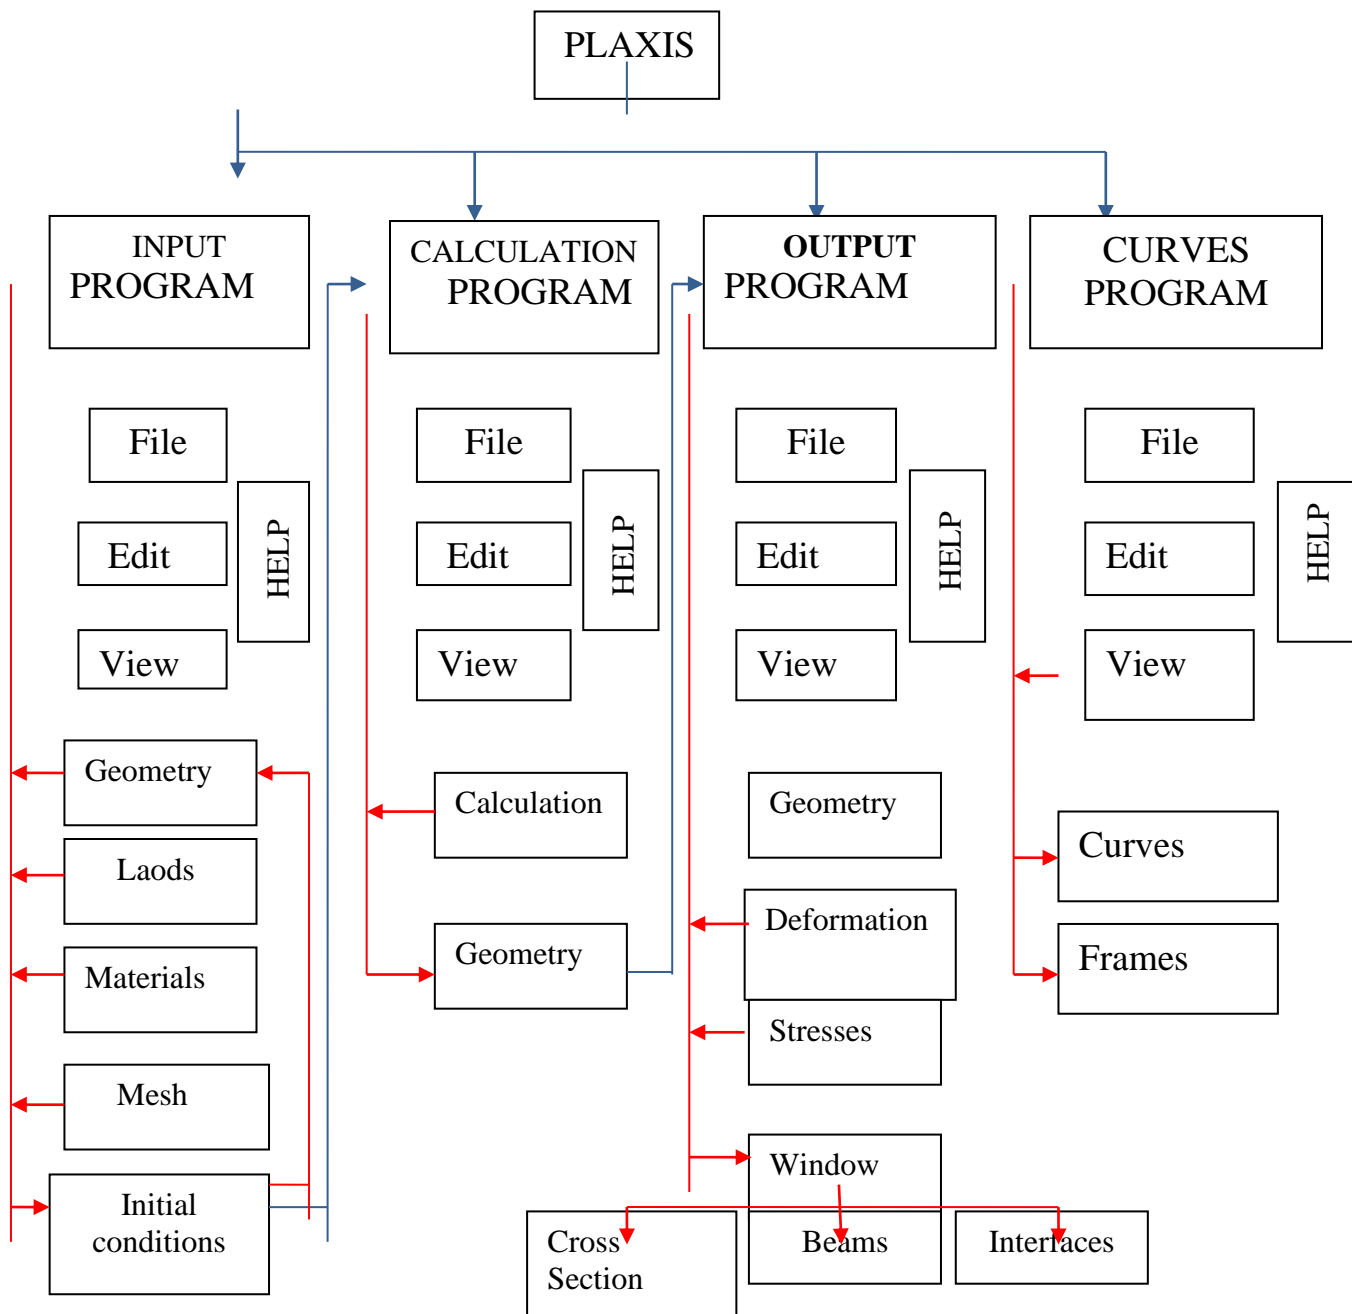 PLAXIS
INPUT
PROGRAM
CALCULATION
PROGRAM
OUTPUT
PROGRAM
CURVES
PROGRAM
File
Edit
View
HELP
Geometry
Laods
Materials
Mesh
Initial
conditions
File
Edit
View
HELP
Calculation
Geometry
File
Edit
View
HELP
Geometry
Deformation
Stresses
Window
Cross
Section
Beams
Interfaces
File
Edit
View
HELP
Curves
Frames